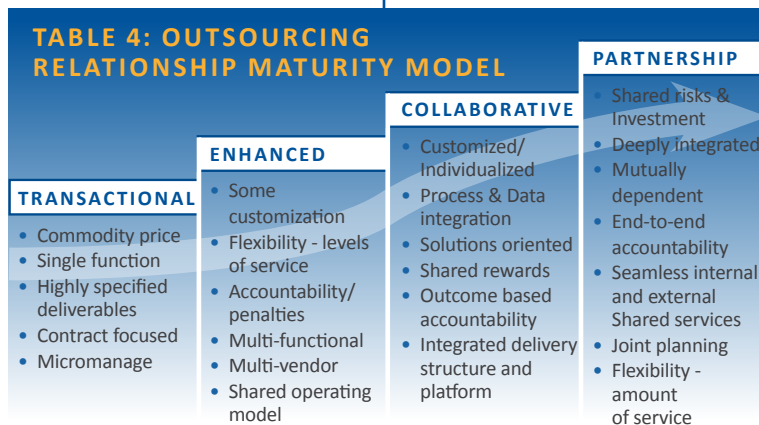 TABLE 4: OUTSOURCING
RELATIONSHIP MATURITY MODEL
TRANSACTIONAL
• Commodity price
• Single function
• Highly specified
deliverables
• Contract focused
• Micromanage
ENHANCED
• Some
customization
• Flexibility - levels
of service
• Accountability/
penalties
• Multi-functional
• Multi-vendor
• Shared operating
model
COLLABORATIVE
• Customized/
Individualized
• Process & Data
integration
• Solutions oriented
• Shared rewards
• Outcome based
accountability
• Integrated delivery
structure and
platform
PARTNERSHIP
• Shared risks &
Investment
• Deeply integrated
• Mutually
dependent
• End-to-end
accountability
• Seamless internal
and external
Shared services
• Joint planning
• Flexibility -
amount
of service